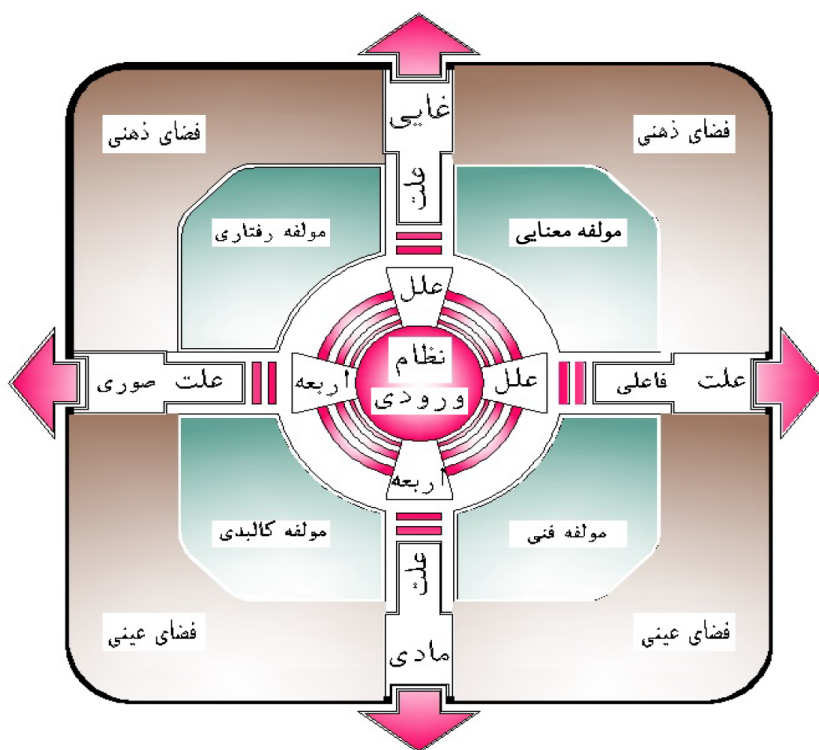 غایی
علت
فضای ذهنی
فضای ذهنی
مولفه معنایی
مولفه رفتاری
علل
نظام
ورودی
علل
اربعه
اربعه
علت فاعلی
علت صوری
مولفه فنی
مولفه کالبدی
علت
مادی
فضای عینی
فضای عینی